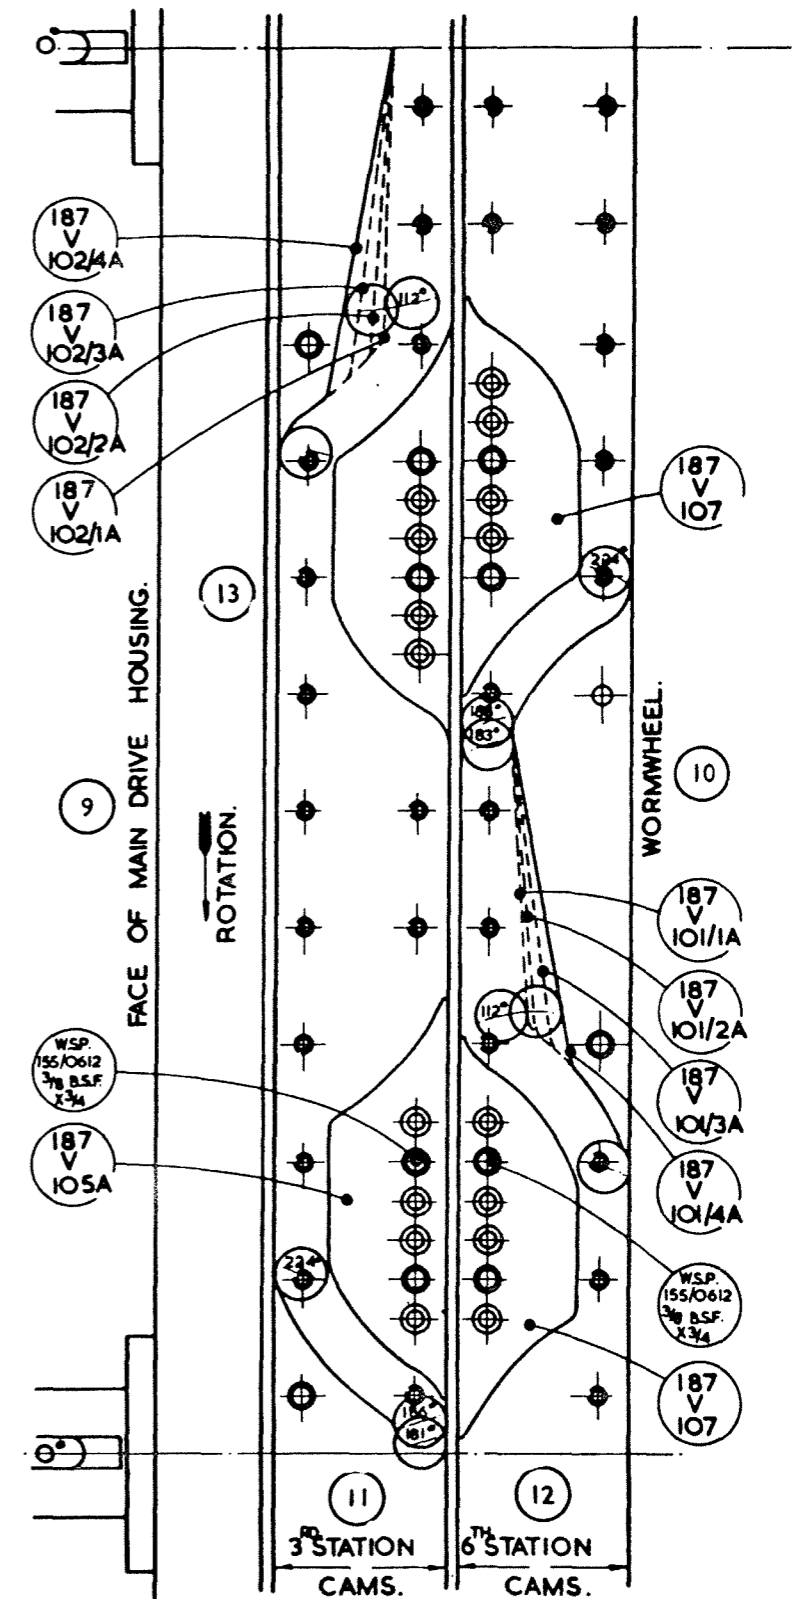 187
V
102/4A
187
V
102/3A
187
V
102/2A
187
V
102/1A
112°
187
V
107
224°
13
FACE OF MAIN DRIVE HOUSING.
9
ROTATION.
183°
WORMWHEEL.
10
187
V
101/1A
187
V
101/2A
187
V
101/3A
187
V
101/4A
112°
W.S.P.
155/0612
3/8 B.S.F.
X 3/4
187
V
105A
224°
W.S.P.
155/0612
3/8 B.S.F.
X 3/4
187
V
107
181°
11
12
3RD. STATION
CAMS.
6TH. STATION
CAMS.